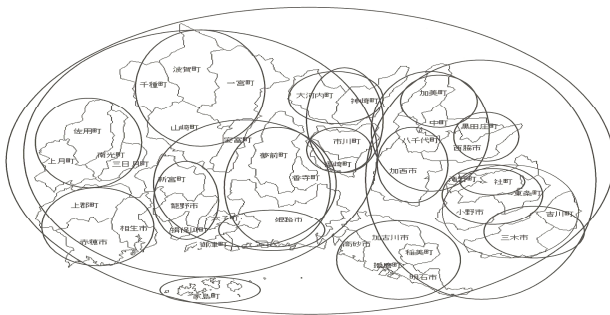 波賀町
千種町
一宮町
大河内町
神崎町
加美町
中町
黒田庄町
山崎町
安富町
市川町
八千代町
西脇市
佐用町
上月町
南光町
三日月町
夢前町
香寺町
福崎町
加西市
新宮町
滝野町
社町
東条町
上郡町
龍野市
小野市
吉川町
相生市
赤穂市
太子町
揖保川町
御津町
姫路市
三木市
高砂市
加古川市
稲美町
播磨町
明石市
家島町